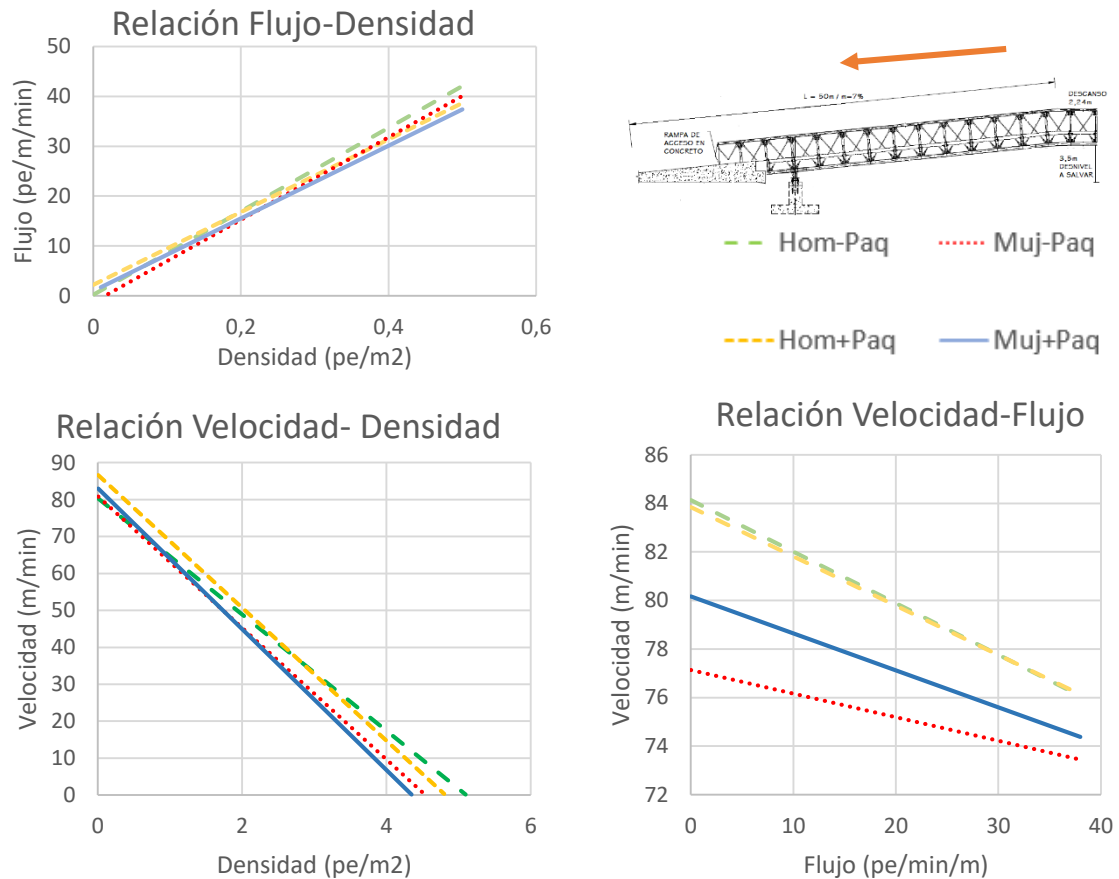 Relación Flujo-Densidad
50
40
30
20
10
0
Flujo (pe/m/min)
0
0,2
0,4
0,6
Densidad (pe/m2)
L = 50m / m=7%
DESCANSO
2,24m
RAMPA DE
ACCESO EN
CONCRETO
3,5m
DESNIVEL
A SALVAR
Hom-Paq
Muj-Paq
Hom+Paq
Muj+Paq
Relación Velocidad- Densidad
90
80
70
60
50
40
30
20
10
0
Velocidad (m/min)
0
2
4
6
Densidad (pe/m2)
Relación Velocidad-Flujo
86
84
82
80
78
76
74
72
Velocidad (m/min)
0
10
20
30
40
Flujo (pe/min/m)